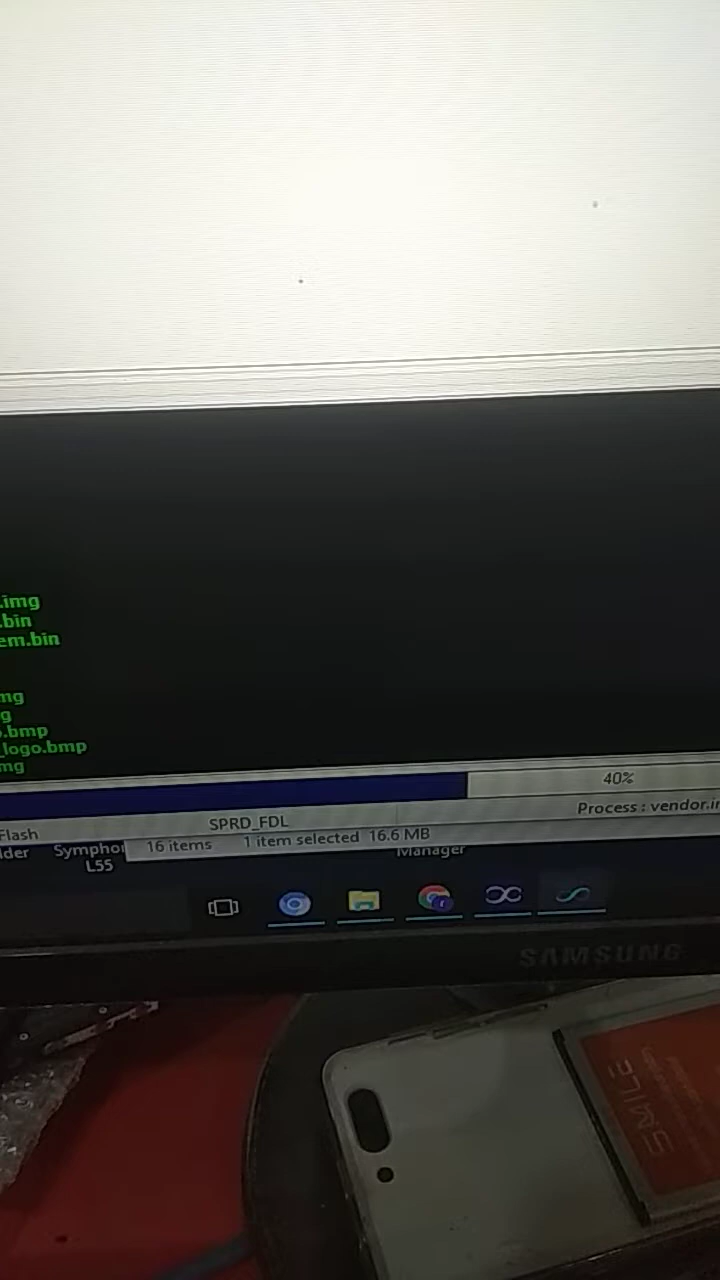 .img
.bin
em.bin
mg
g
.bmp
_logo.bmp
mg
40%
Process : vendor.i
Flash
SPRD_FDL
16 items 1 item selected 16.6 MB
lder
Sympho
L55
Manager
SAMSUNG
SMILE